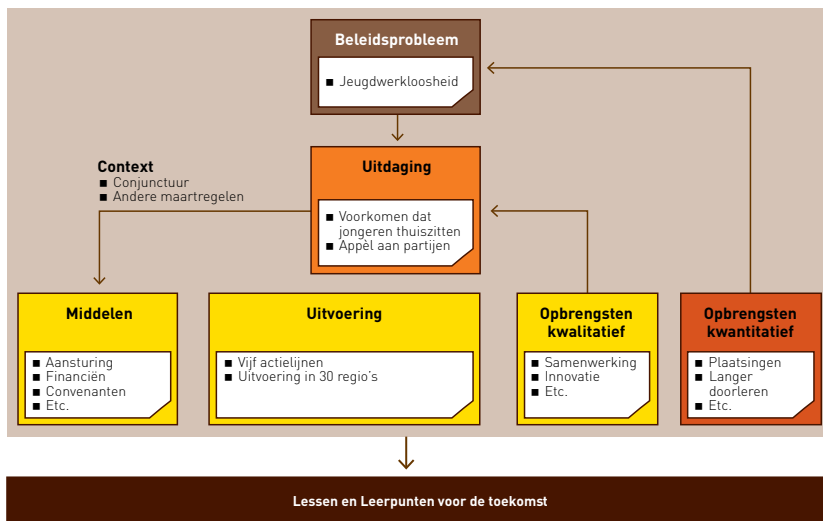 Beleidsprobleem
■ Jeugdwerkloosheid
Context
■ Conjunctuur
■ Andere maartregelen
Uitdaging
■ Voorkomen dat
jongeren thuiszitten
■ Appèl aan partijen
Middelen
■ Aansturing
■ Financiën
■ Convenanten
■ Etc.
Uitvoering
■ Vijf actielijnen
■ Uitvoering in 30 regio's
Opbrengsten
kwalitatief
■ Samenwerking
■ Innovatie
■ Etc.
Opbrengsten
kwantitatief
■ Plaatsingen
■ Langer
doorleren
■ Etc.
Lessen en Leerpunten voor de toekomst